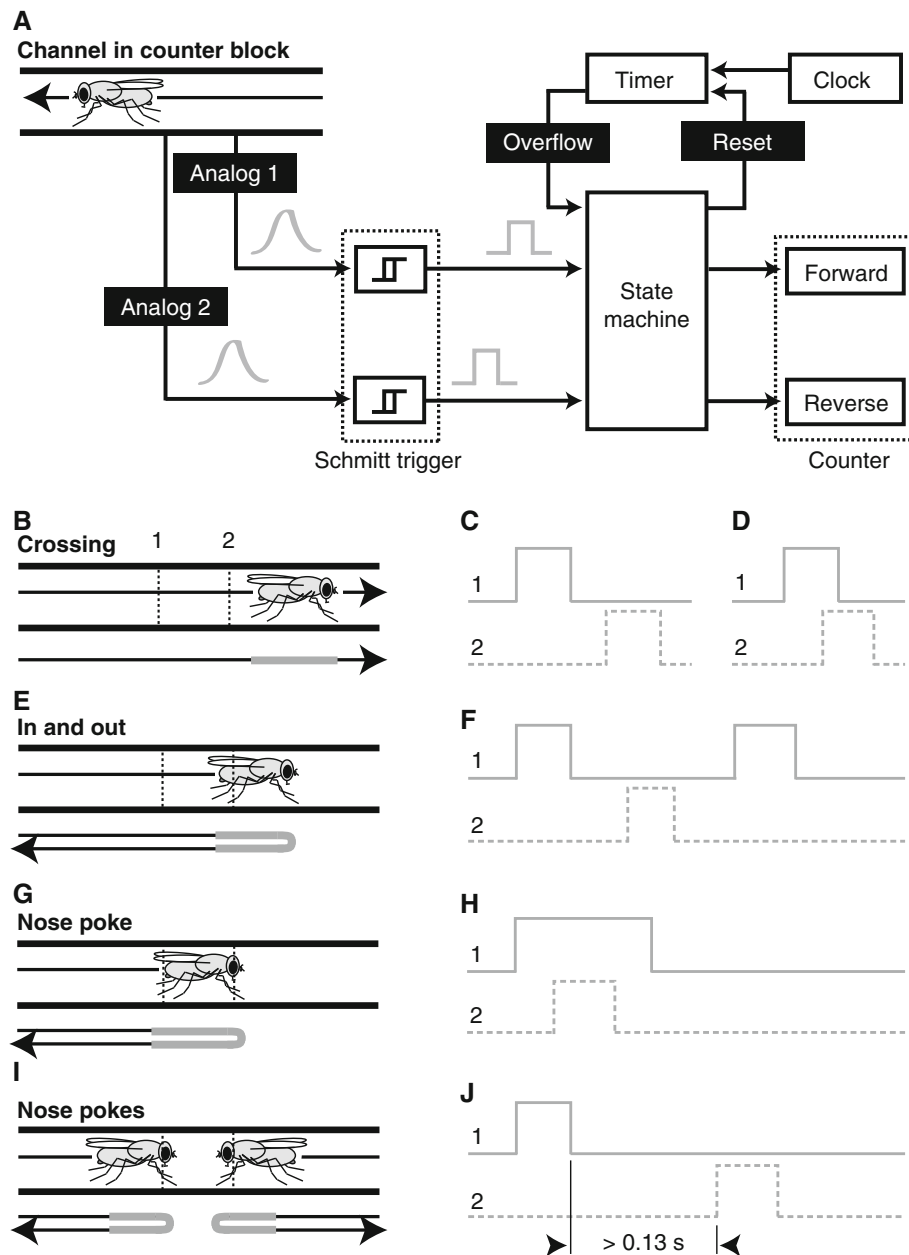 A
Channel in counter block
Timer
Clock
Overflow
Reset
Analog 1
Analog 2
State
machine
Forward
Reverse
Schmitt trigger
Counter
B
Crossing
1 2
C
1
2
D
1
2
E
In and out
F
1
2
G
Nose poke
H
1
2
I
Nose pokes
J
1
2
> 0.13 s